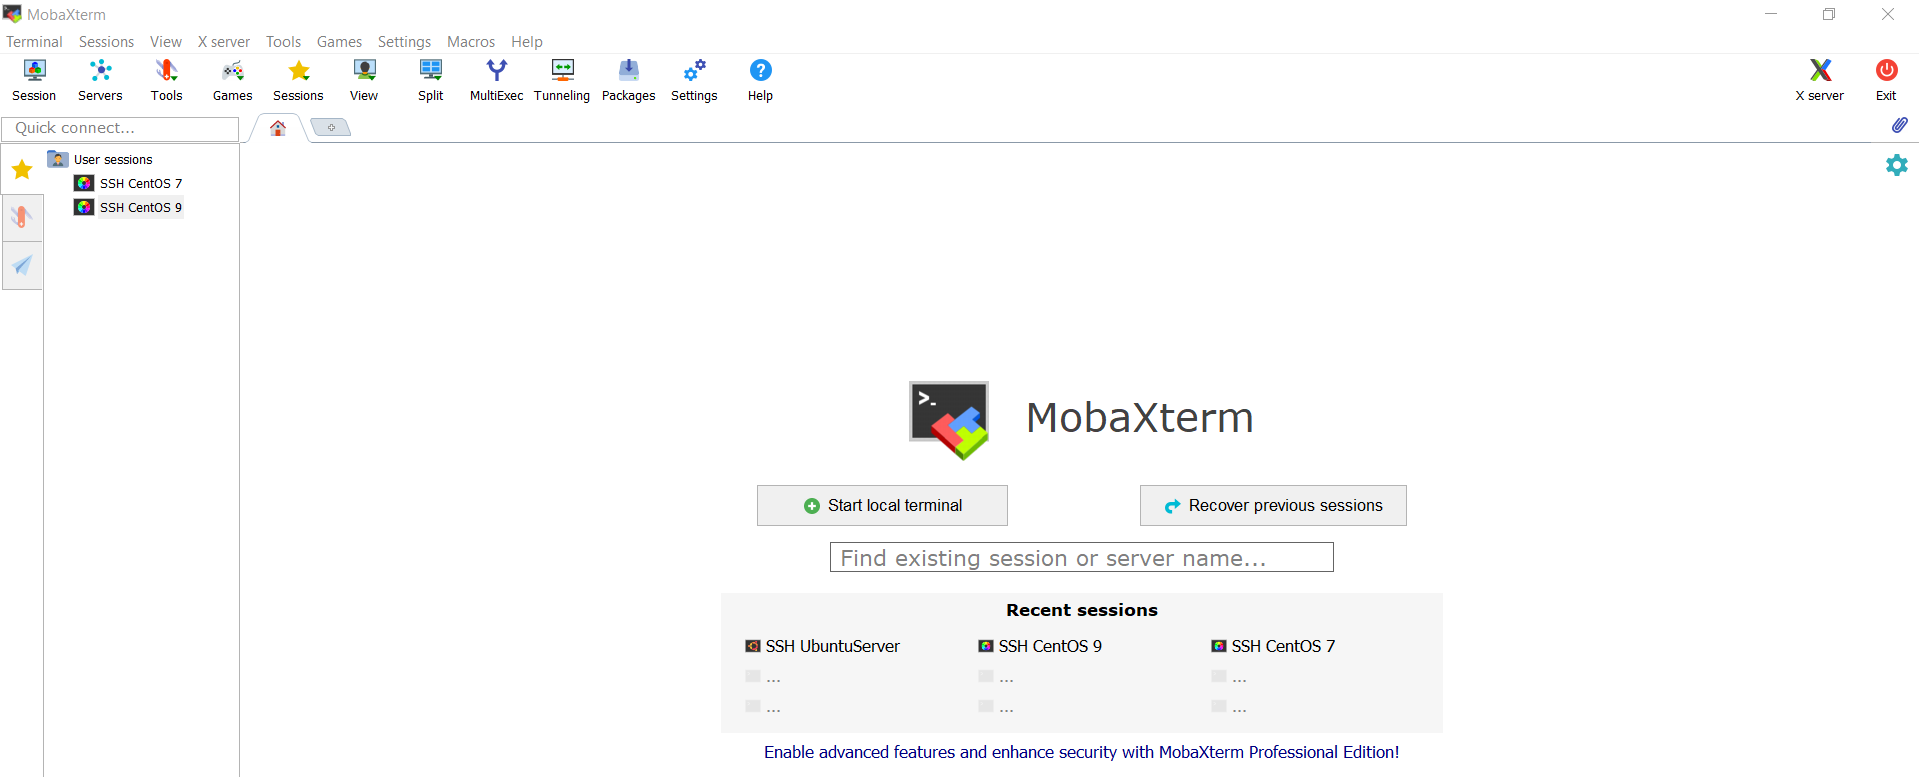 MobaXterm
Terminal Sessions View X server Tools Games Settings Macros Help
Session Servers Tools Games Sessions View Split MultiExec Tunneling Packages Settings Help X server Exit
Quick connect...
User sessions
SSH CentOS 7
SSH CentOS 9
>_
MobaXterm
Start local terminal Recover previous sessions
Find existing session or server name...
Recent sessions
SSH UbuntuServer SSH CentOS 9 SSH CentOS 7
... ... ...
... ... ...
Enable advanced features and enhance security with MobaXterm Professional Edition!